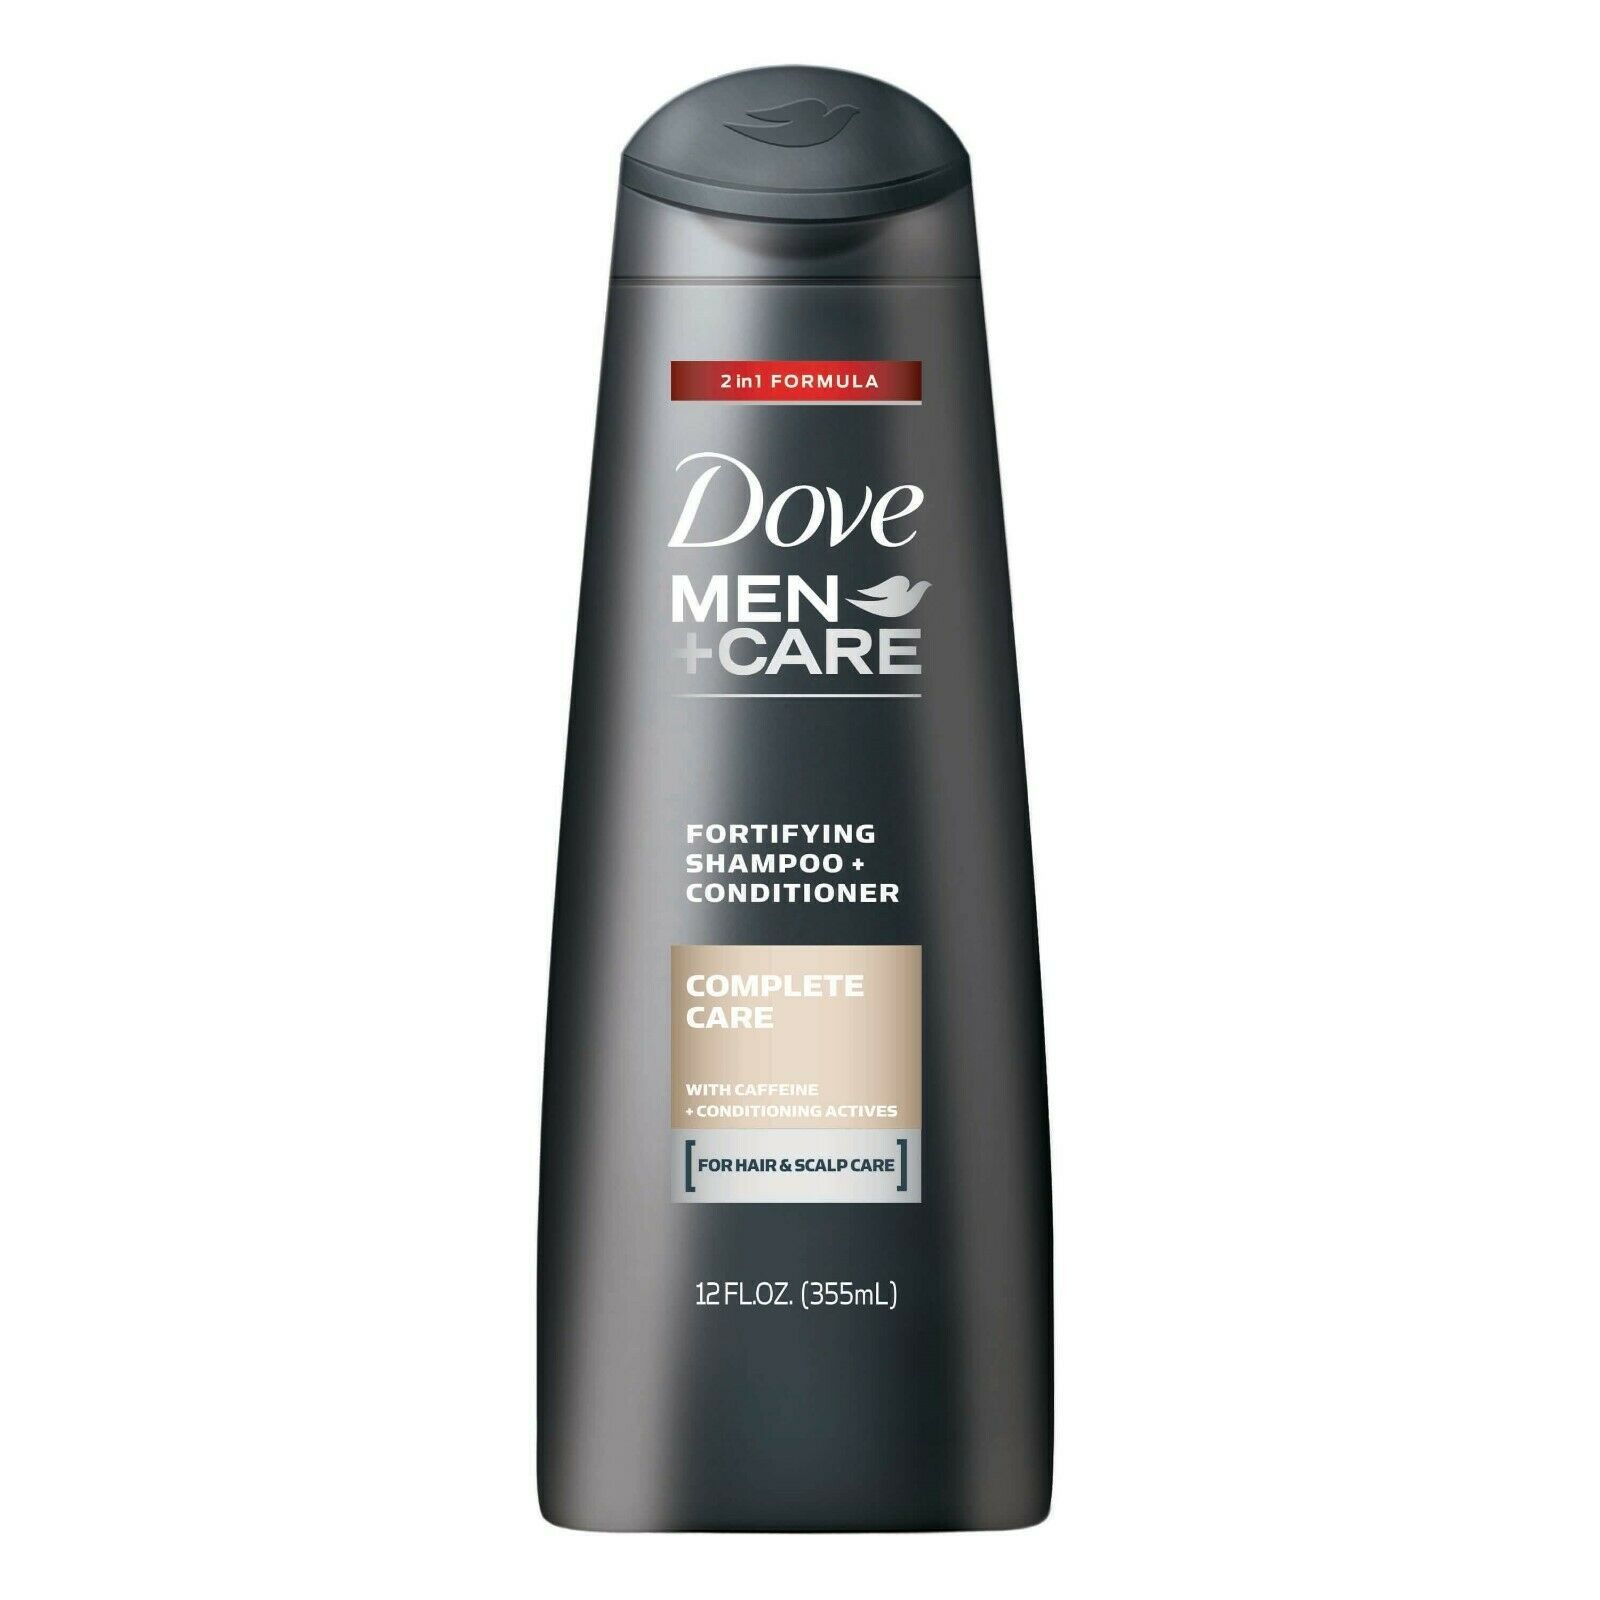 2in1 FORMULA
Dove
MEN
+CARE
FORTIFYING
SHAMPOO +
CONDITIONER
COMPLETE
CARE
WITH CAFFEINE
+ CONDITIONING ACTIVES
[FOR HAIR & SCALP CARE]
12 FL.OZ. (355mL)